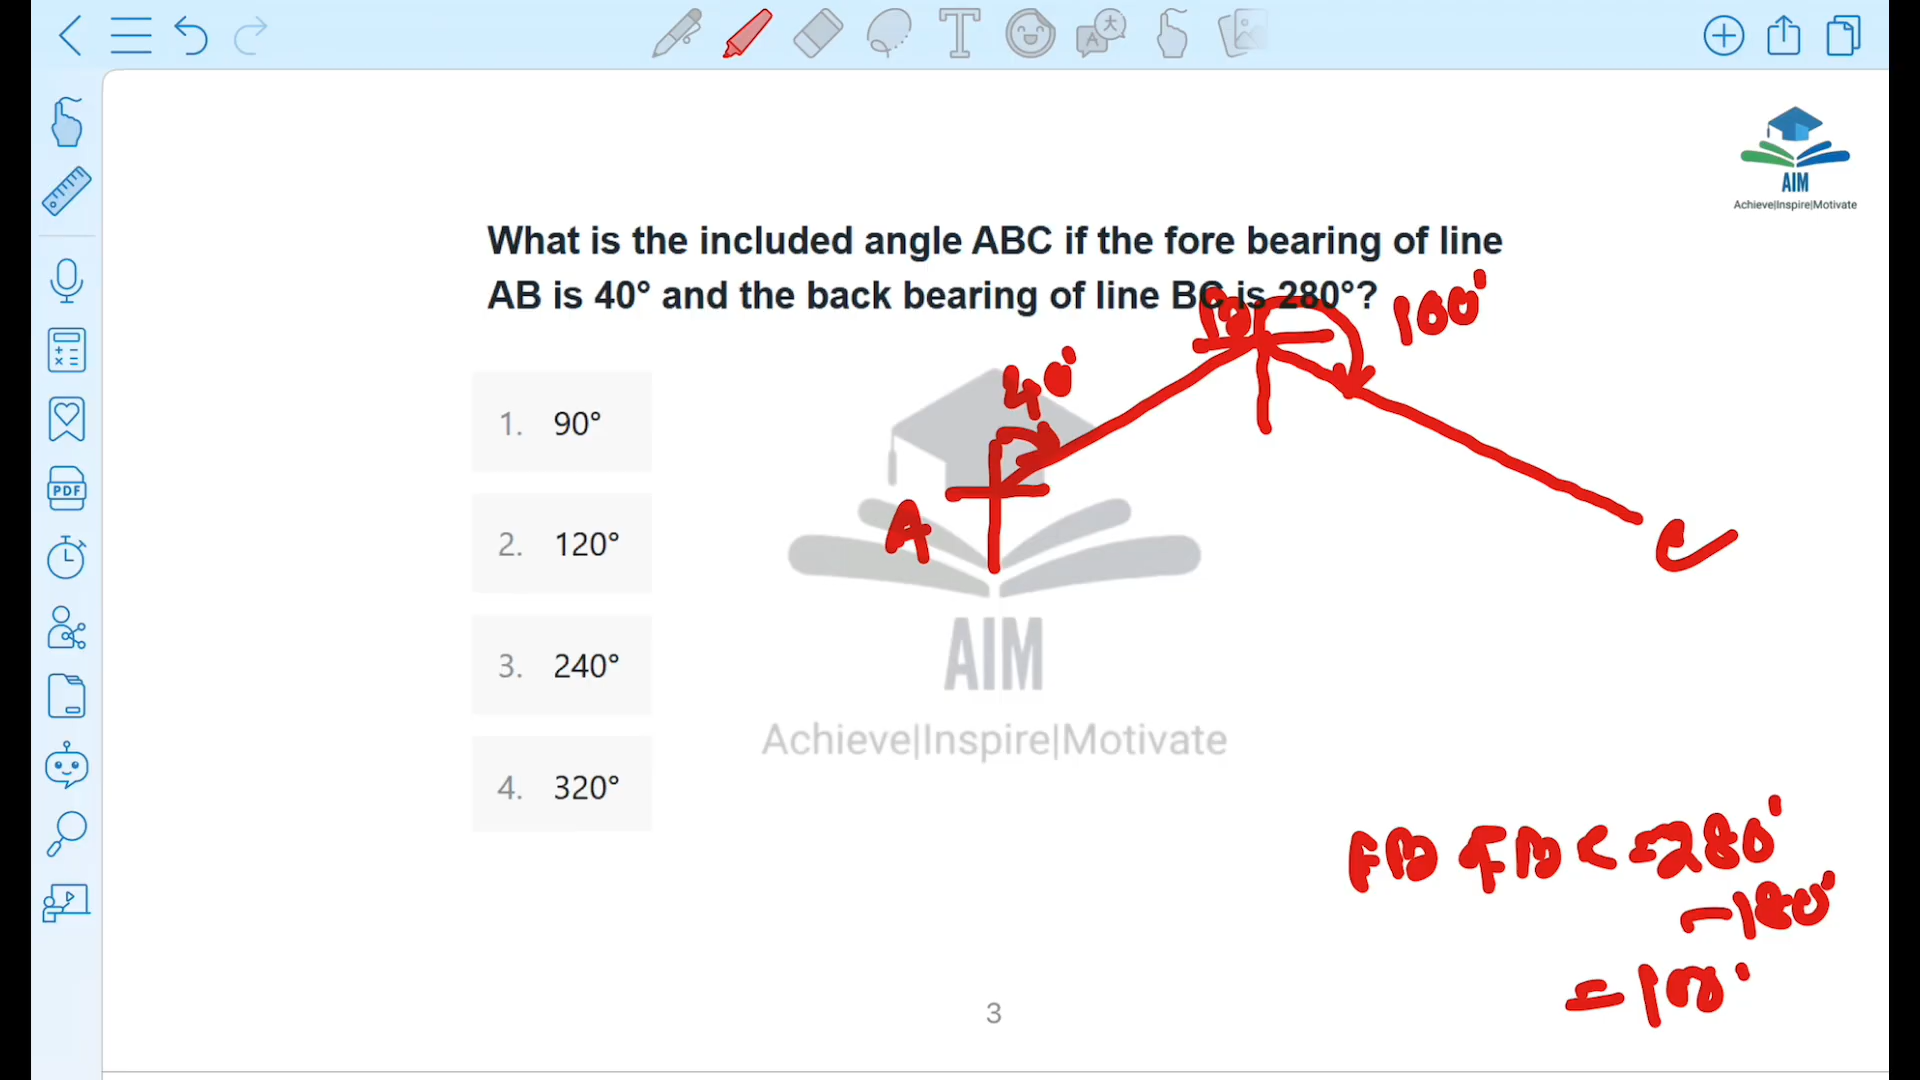 AIM
Achieve|Inspire|Motivate
What is the included angle ABC if the fore bearing of line
AB is 40° and the back bearing of line BC is 280°?
B
100°
40°
1. 90°
A
C
2. 120°
3. 240°
AIM
Achieve|Inspire|Motivate
4. 320°
= 280°
-180°
= 100°
3
PDF